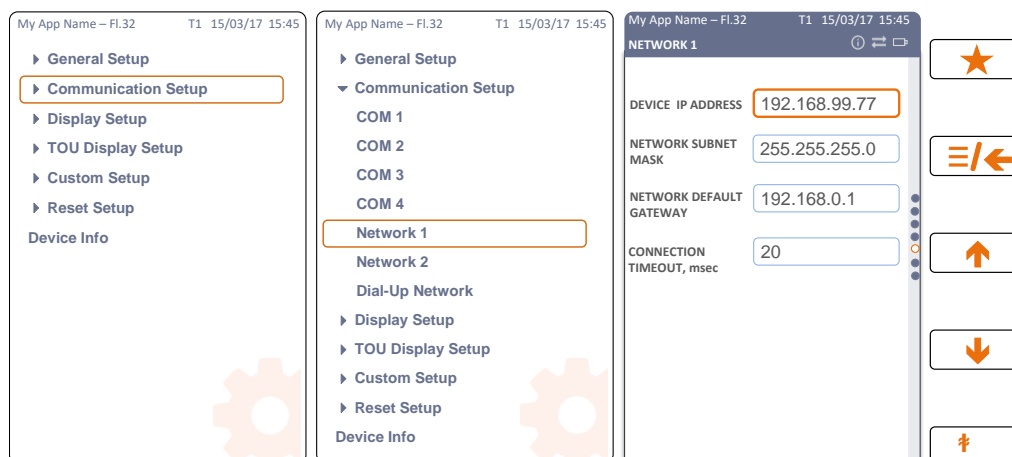 My App Name – Fl.32 T1 15/03/17 15:45
General Setup
Communication Setup
Display Setup
TOU Display Setup
Custom Setup
Reset Setup
Device Info
My App Name – Fl.32 T1 15/03/17 15:45
General Setup
Communication Setup
COM 1
COM 2
COM 3
COM 4
Network 1
Network 2
Dial-Up Network
Display Setup
TOU Display Setup
Custom Setup
Reset Setup
Device Info
My App Name – Fl.32 T1 15/03/17 15:45
NETWORK 1
DEVICE IP ADDRESS 192.168.99.77
NETWORK SUBNET
MASK
255.255.255.0
NETWORK DEFAULT
GATEWAY
192.168.0.1
CONNECTION
TIMEOUT, msec
20